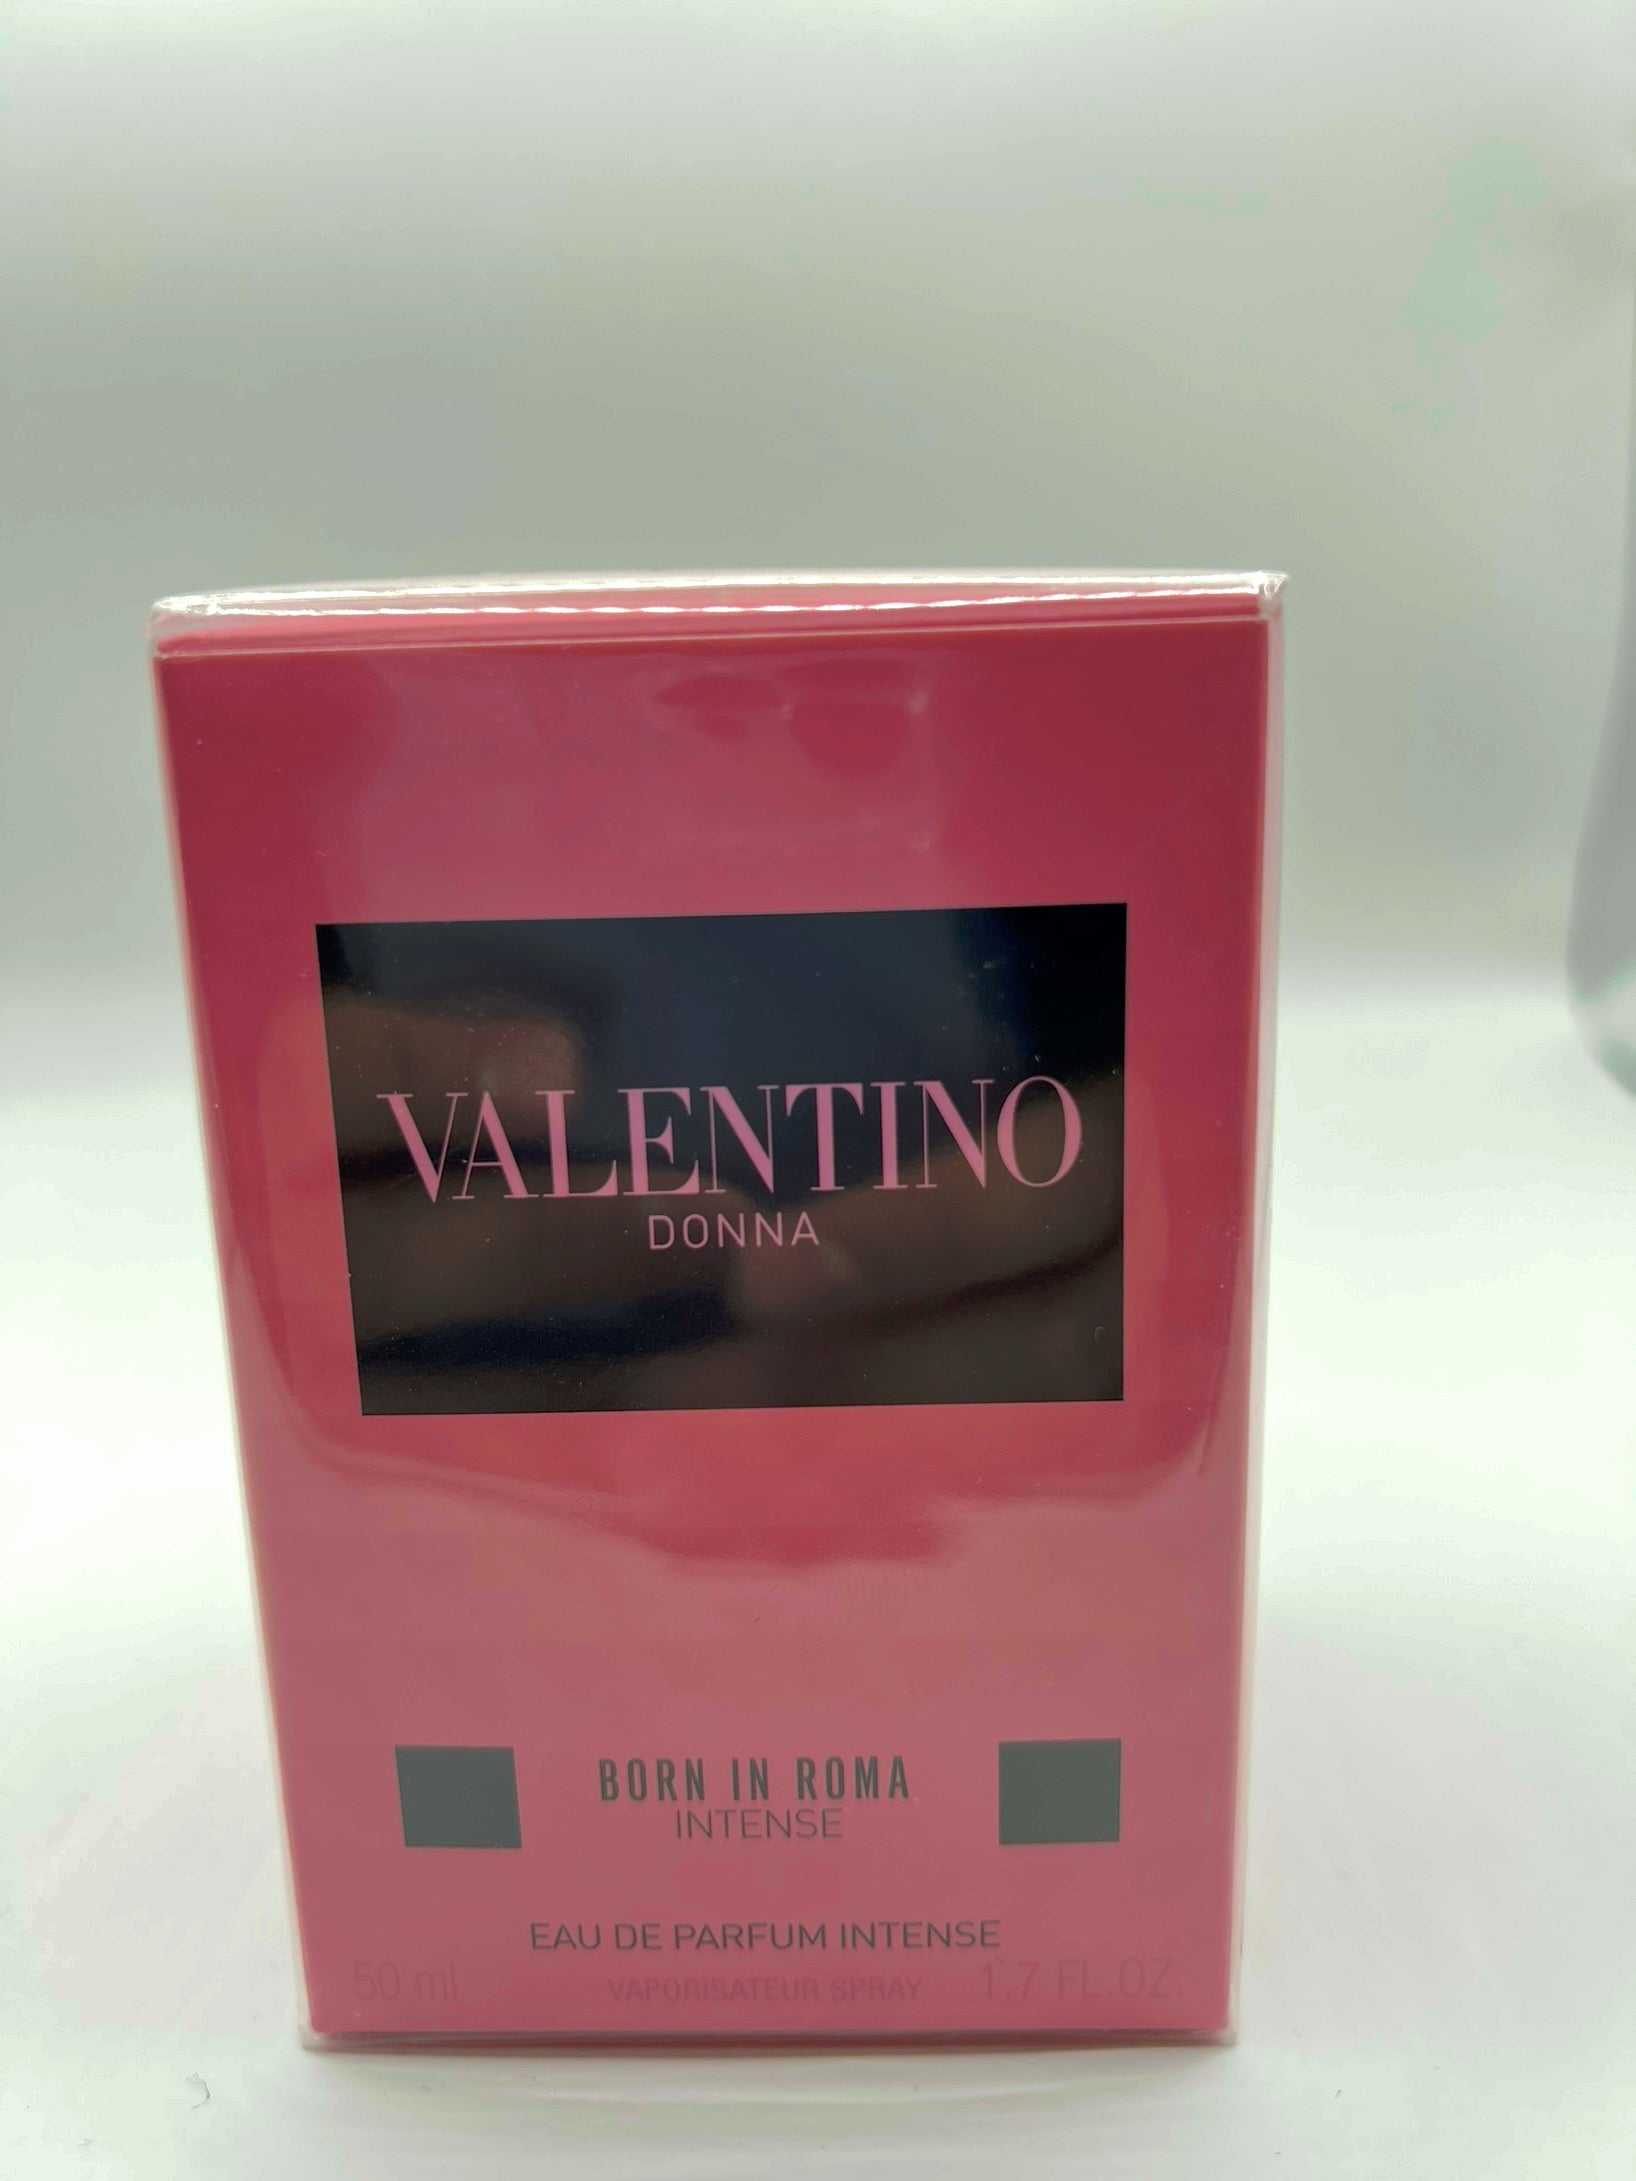 VALENTINO
DONNA
BORN IN ROMA
INTENSE
EAU DE PARFUM INTENSE
50 ml VAPORISATEUR SPRAY 1.7 FL.OZ.